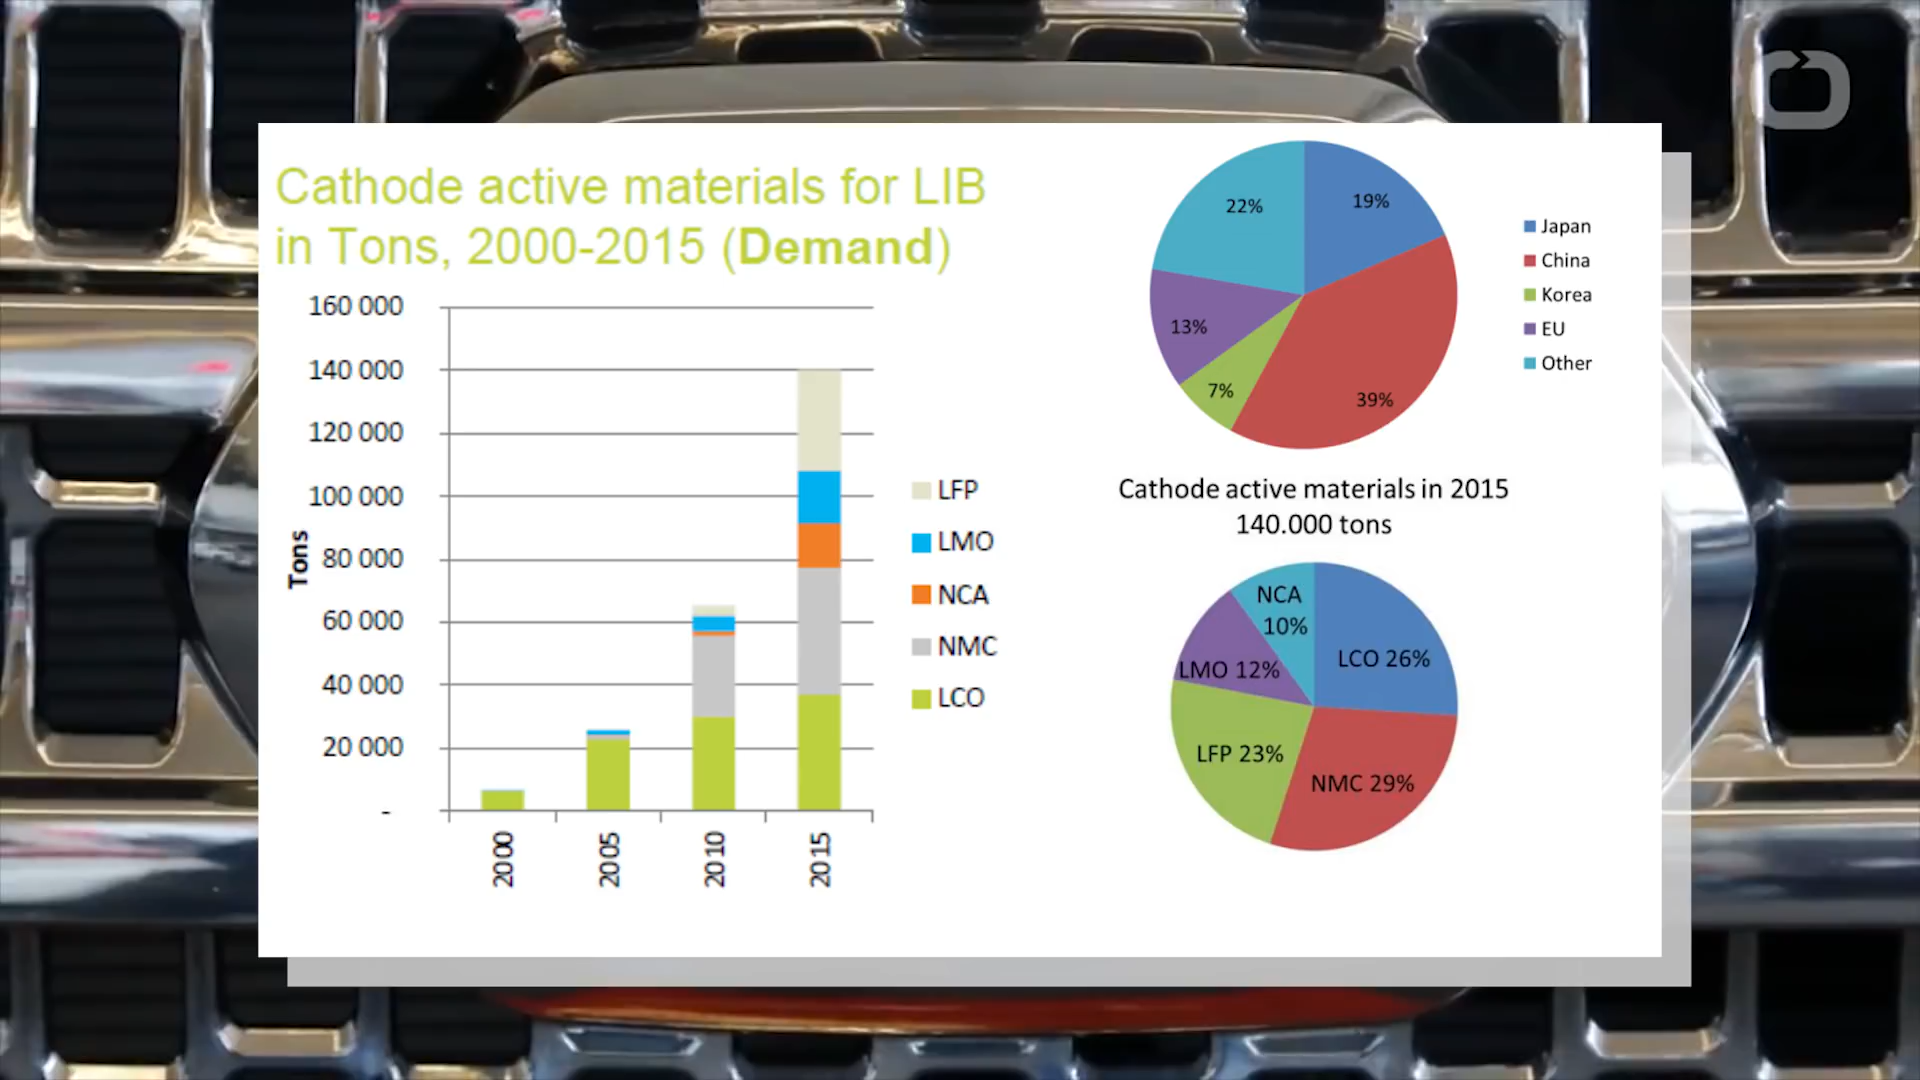 Cathode active materials for LIB
in Tons, 2000-2015 (Demand)
160 000
140 000
120 000
100 000
80 000
60 000
40 000
20 000
-
Tons
2000
2005
2010
2015
LFP
LMO
NCA
NMC
LCO
22%
19%
13%
7%
39%
Japan
China
Korea
EU
Other
Cathode active materials in 2015
140.000 tons
NCA
10%
LCO 26%
LMO 12%
LFP 23%
NMC 29%